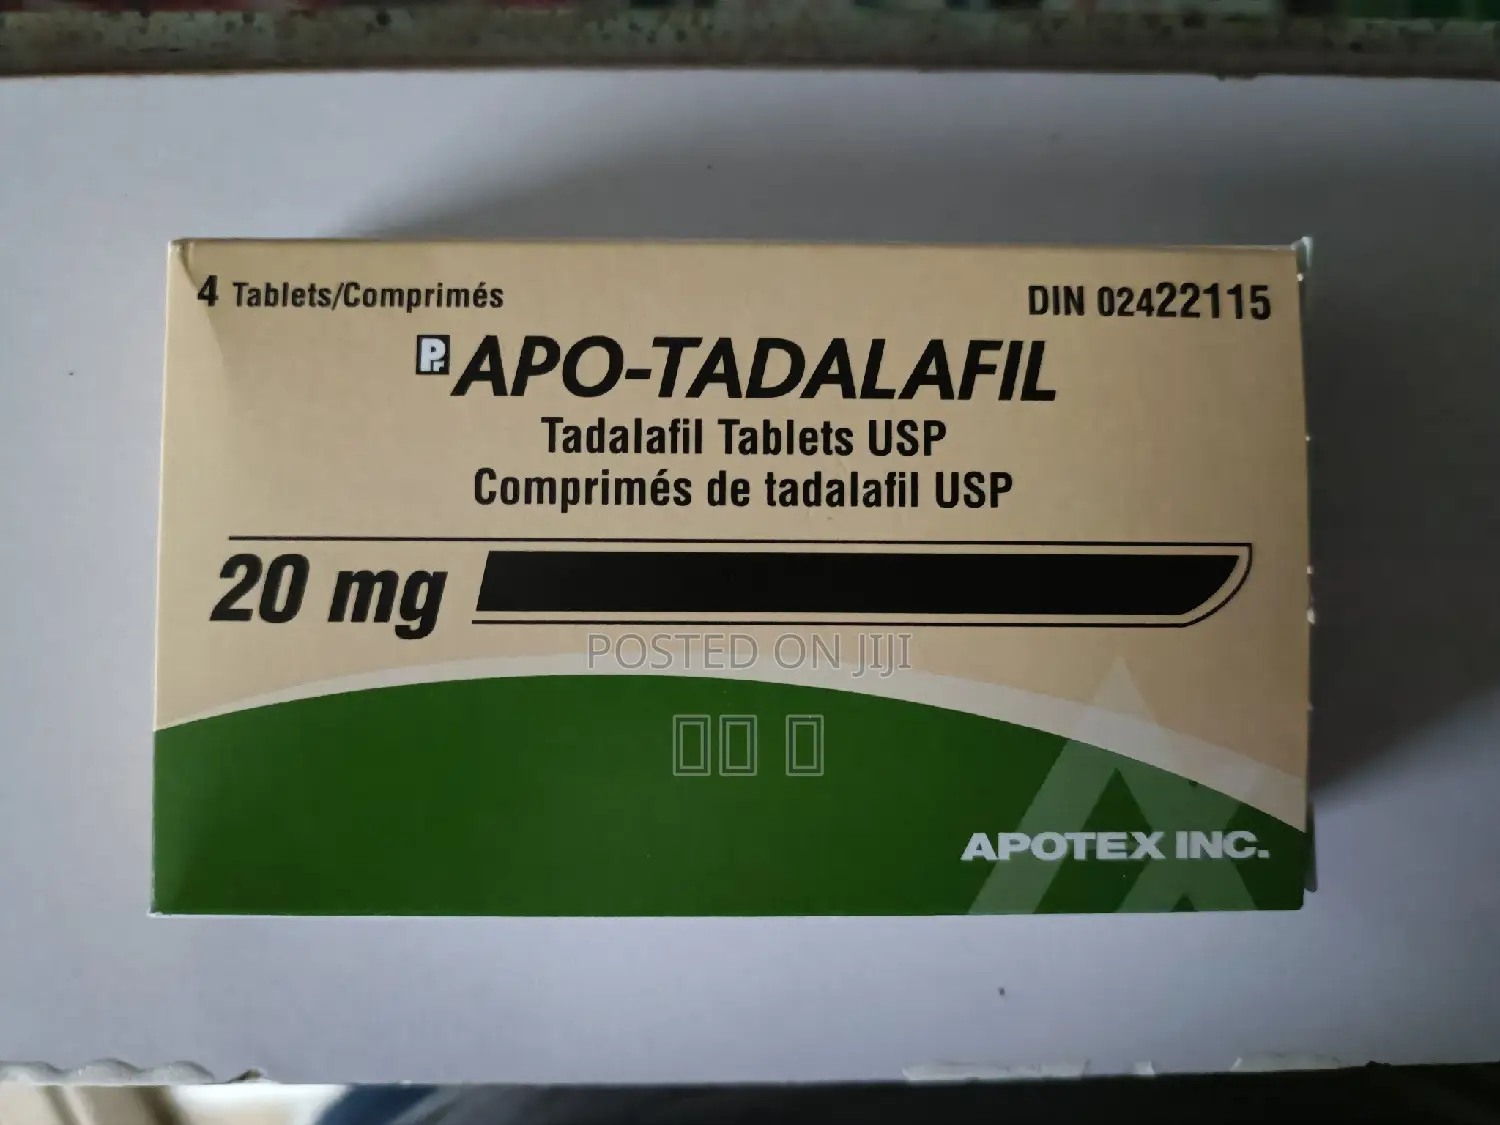 4 Tablets/Comprimés
DIN 02422115
Pr APO-TADALAFIL
Tadalafil Tablets USP
Comprimés de tadalafil USP
20 mg
POSTED ON JIJI
APOTEX INC.